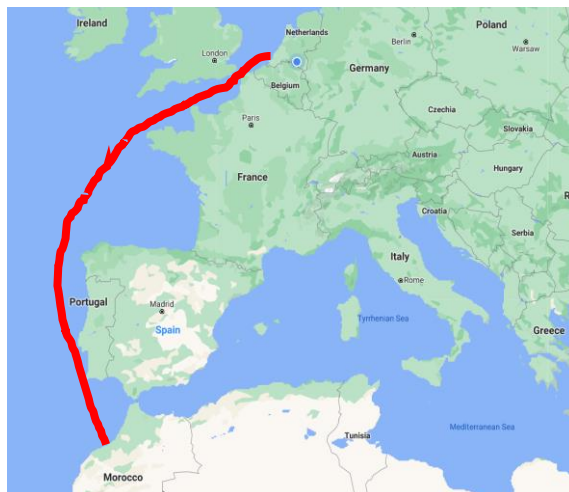 Ireland
Netherlands
Poland
London
Berlin
Warsaw
Germany
Belgium
Paris
Czechia
Slovakia
Austria
Hungary
France
Croatia
Serbia
Italy
Rome
Portugal
Madrid
Spain
Tyrrhenian Sea
Greece
Mediterranean Sea
Tunisia
Morocco
R